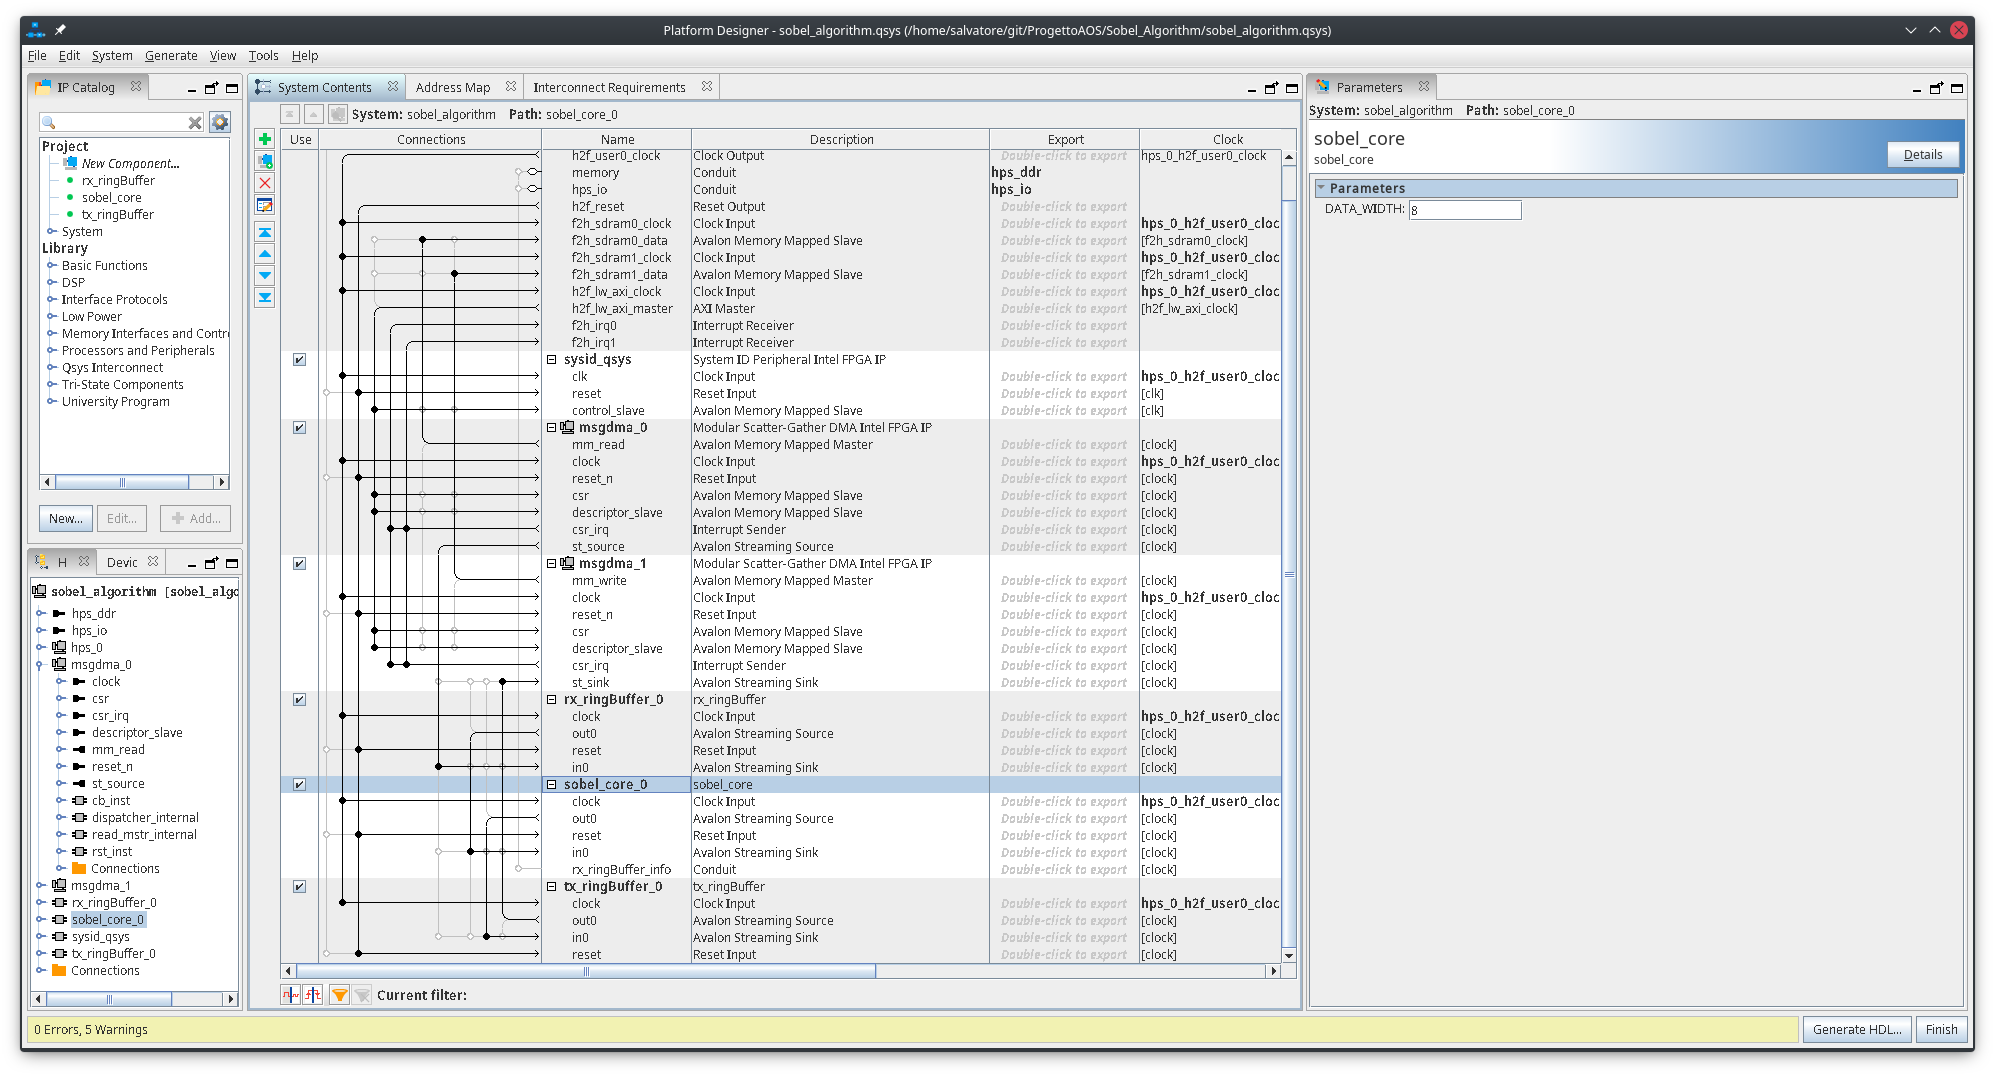 Platform Designer - sobel_algorithm.qsys (/home/salvatore/git/ProgettoAOS/Sobel_Algorithm/sobel_algorithm.qsys)
File Edit System Generate View Tools Help
IP Catalog
Project
New Component...
rx_ringBuffer
sobel_core
tx_ringBuffer
System
Library
Basic Functions
DSP
Interface Protocols
Low Power
Memory Interfaces and Contr
Processors and Peripherals
Qsys Interconnect
Tri-State Components
University Program
New... Edit... Add...
H Devic
sobel_algorithm [sobel_algo
hps_ddr
hps_io
hps_0
msgdma_0
clock
csr
csr_irq
descriptor_slave
mm_read
reset_n
st_source
cb_inst
dispatcher_internal
read_mstr_internal
rst_inst
Connections
msgdma_1
rx_ringBuffer_0
sobel_core_0
sysid_qsys
tx_ringBuffer_0
Connections
System Contents Address Map Interconnect Requirements
System: sobel_algorithm Path: sobel_core_0
Use Connections Name Description Export Clock
h2f_user0_clock Clock Output Double-click to export hps_0_h2f_user0_clock
memory Conduit hps_ddr
hps_io Conduit hps_io
h2f_reset Reset Output Double-click to export
f2h_sdram0_clock Clock Input Double-click to export hps_0_h2f_user0_cloc
f2h_sdram0_data Avalon Memory Mapped Slave Double-click to export [f2h_sdram0_clock]
f2h_sdram1_clock Clock Input Double-click to export hps_0_h2f_user0_cloc
f2h_sdram1_data Avalon Memory Mapped Slave Double-click to export [f2h_sdram1_clock]
h2f_lw_axi_clock Clock Input Double-click to export hps_0_h2f_user0_cloc
h2f_lw_axi_master AXI Master Double-click to export [h2f_lw_axi_clock]
f2h_irq0 Interrupt Receiver Double-click to export
f2h_irq1 Interrupt Receiver Double-click to export
sysid_qsys System ID Peripheral Intel FPGA IP
clk Clock Input Double-click to export hps_0_h2f_user0_cloc
reset Reset Input Double-click to export [clk]
control_slave Avalon Memory Mapped Slave Double-click to export [clk]
msgdma_0 Modular Scatter-Gather DMA Intel FPGA IP
mm_read Avalon Memory Mapped Master Double-click to export [clock]
clock Clock Input Double-click to export hps_0_h2f_user0_cloc
reset_n Reset Input Double-click to export [clock]
csr Avalon Memory Mapped Slave Double-click to export [clock]
descriptor_slave Avalon Memory Mapped Slave Double-click to export [clock]
csr_irq Interrupt Sender Double-click to export [clock]
st_source Avalon Streaming Source Double-click to export [clock]
msgdma_1 Modular Scatter-Gather DMA Intel FPGA IP
mm_write Avalon Memory Mapped Master Double-click to export [clock]
clock Clock Input Double-click to export hps_0_h2f_user0_cloc
reset_n Reset Input Double-click to export [clock]
csr Avalon Memory Mapped Slave Double-click to export [clock]
descriptor_slave Avalon Memory Mapped Slave Double-click to export [clock]
csr_irq Interrupt Sender Double-click to export [clock]
st_sink Avalon Streaming Sink Double-click to export [clock]
rx_ringBuffer_0 rx_ringBuffer
clock Clock Input Double-click to export hps_0_h2f_user0_cloc
out0 Avalon Streaming Source Double-click to export [clock]
reset Reset Input Double-click to export [clock]
in0 Avalon Streaming Sink Double-click to export [clock]
sobel_core_0 sobel_core
clock Clock Input Double-click to export hps_0_h2f_user0_cloc
out0 Avalon Streaming Source Double-click to export [clock]
reset Reset Input Double-click to export [clock]
in0 Avalon Streaming Sink Double-click to export [clock]
rx_ringBuffer_info Conduit Double-click to export [clock]
tx_ringBuffer_0 tx_ringBuffer
clock Clock Input Double-click to export hps_0_h2f_user0_cloc
out0 Avalon Streaming Source Double-click to export [clock]
in0 Avalon Streaming Sink Double-click to export [clock]
reset Reset Input Double-click to export [clock]
Current filter:
Parameters
System: sobel_algorithm Path: sobel_core_0
sobel_core
sobel_core
Details
Parameters
DATA_WIDTH: 8
0 Errors, 5 Warnings
Generate HDL... Finish